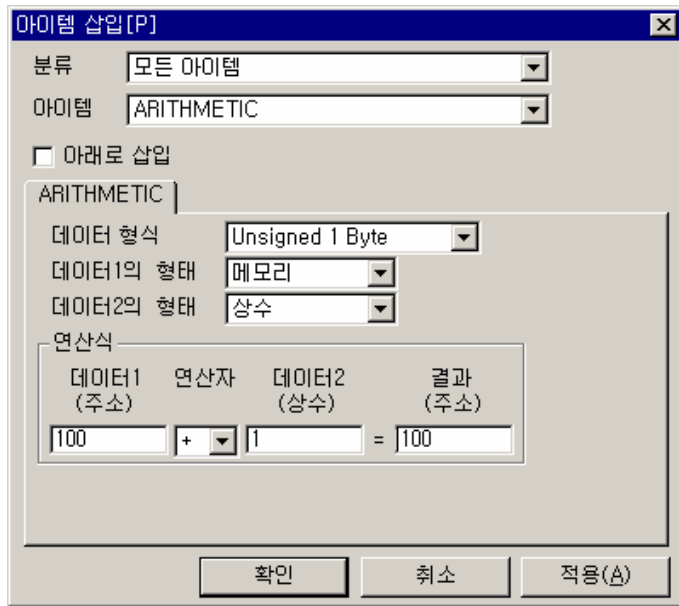 아이템 삽입[P]
분류 모든 아이템
아이템 ARITHMETIC
아래로 삽입
ARITHMETIC
데이터 형식 Unsigned 1 Byte
데이터1의 형태 메모리
데이터2의 형태 상수
연산식
데이터1 연산자 데이터2 결과
(주소) (상수) (주소)
100 + 1 = 100
확인 취소 적용(A)